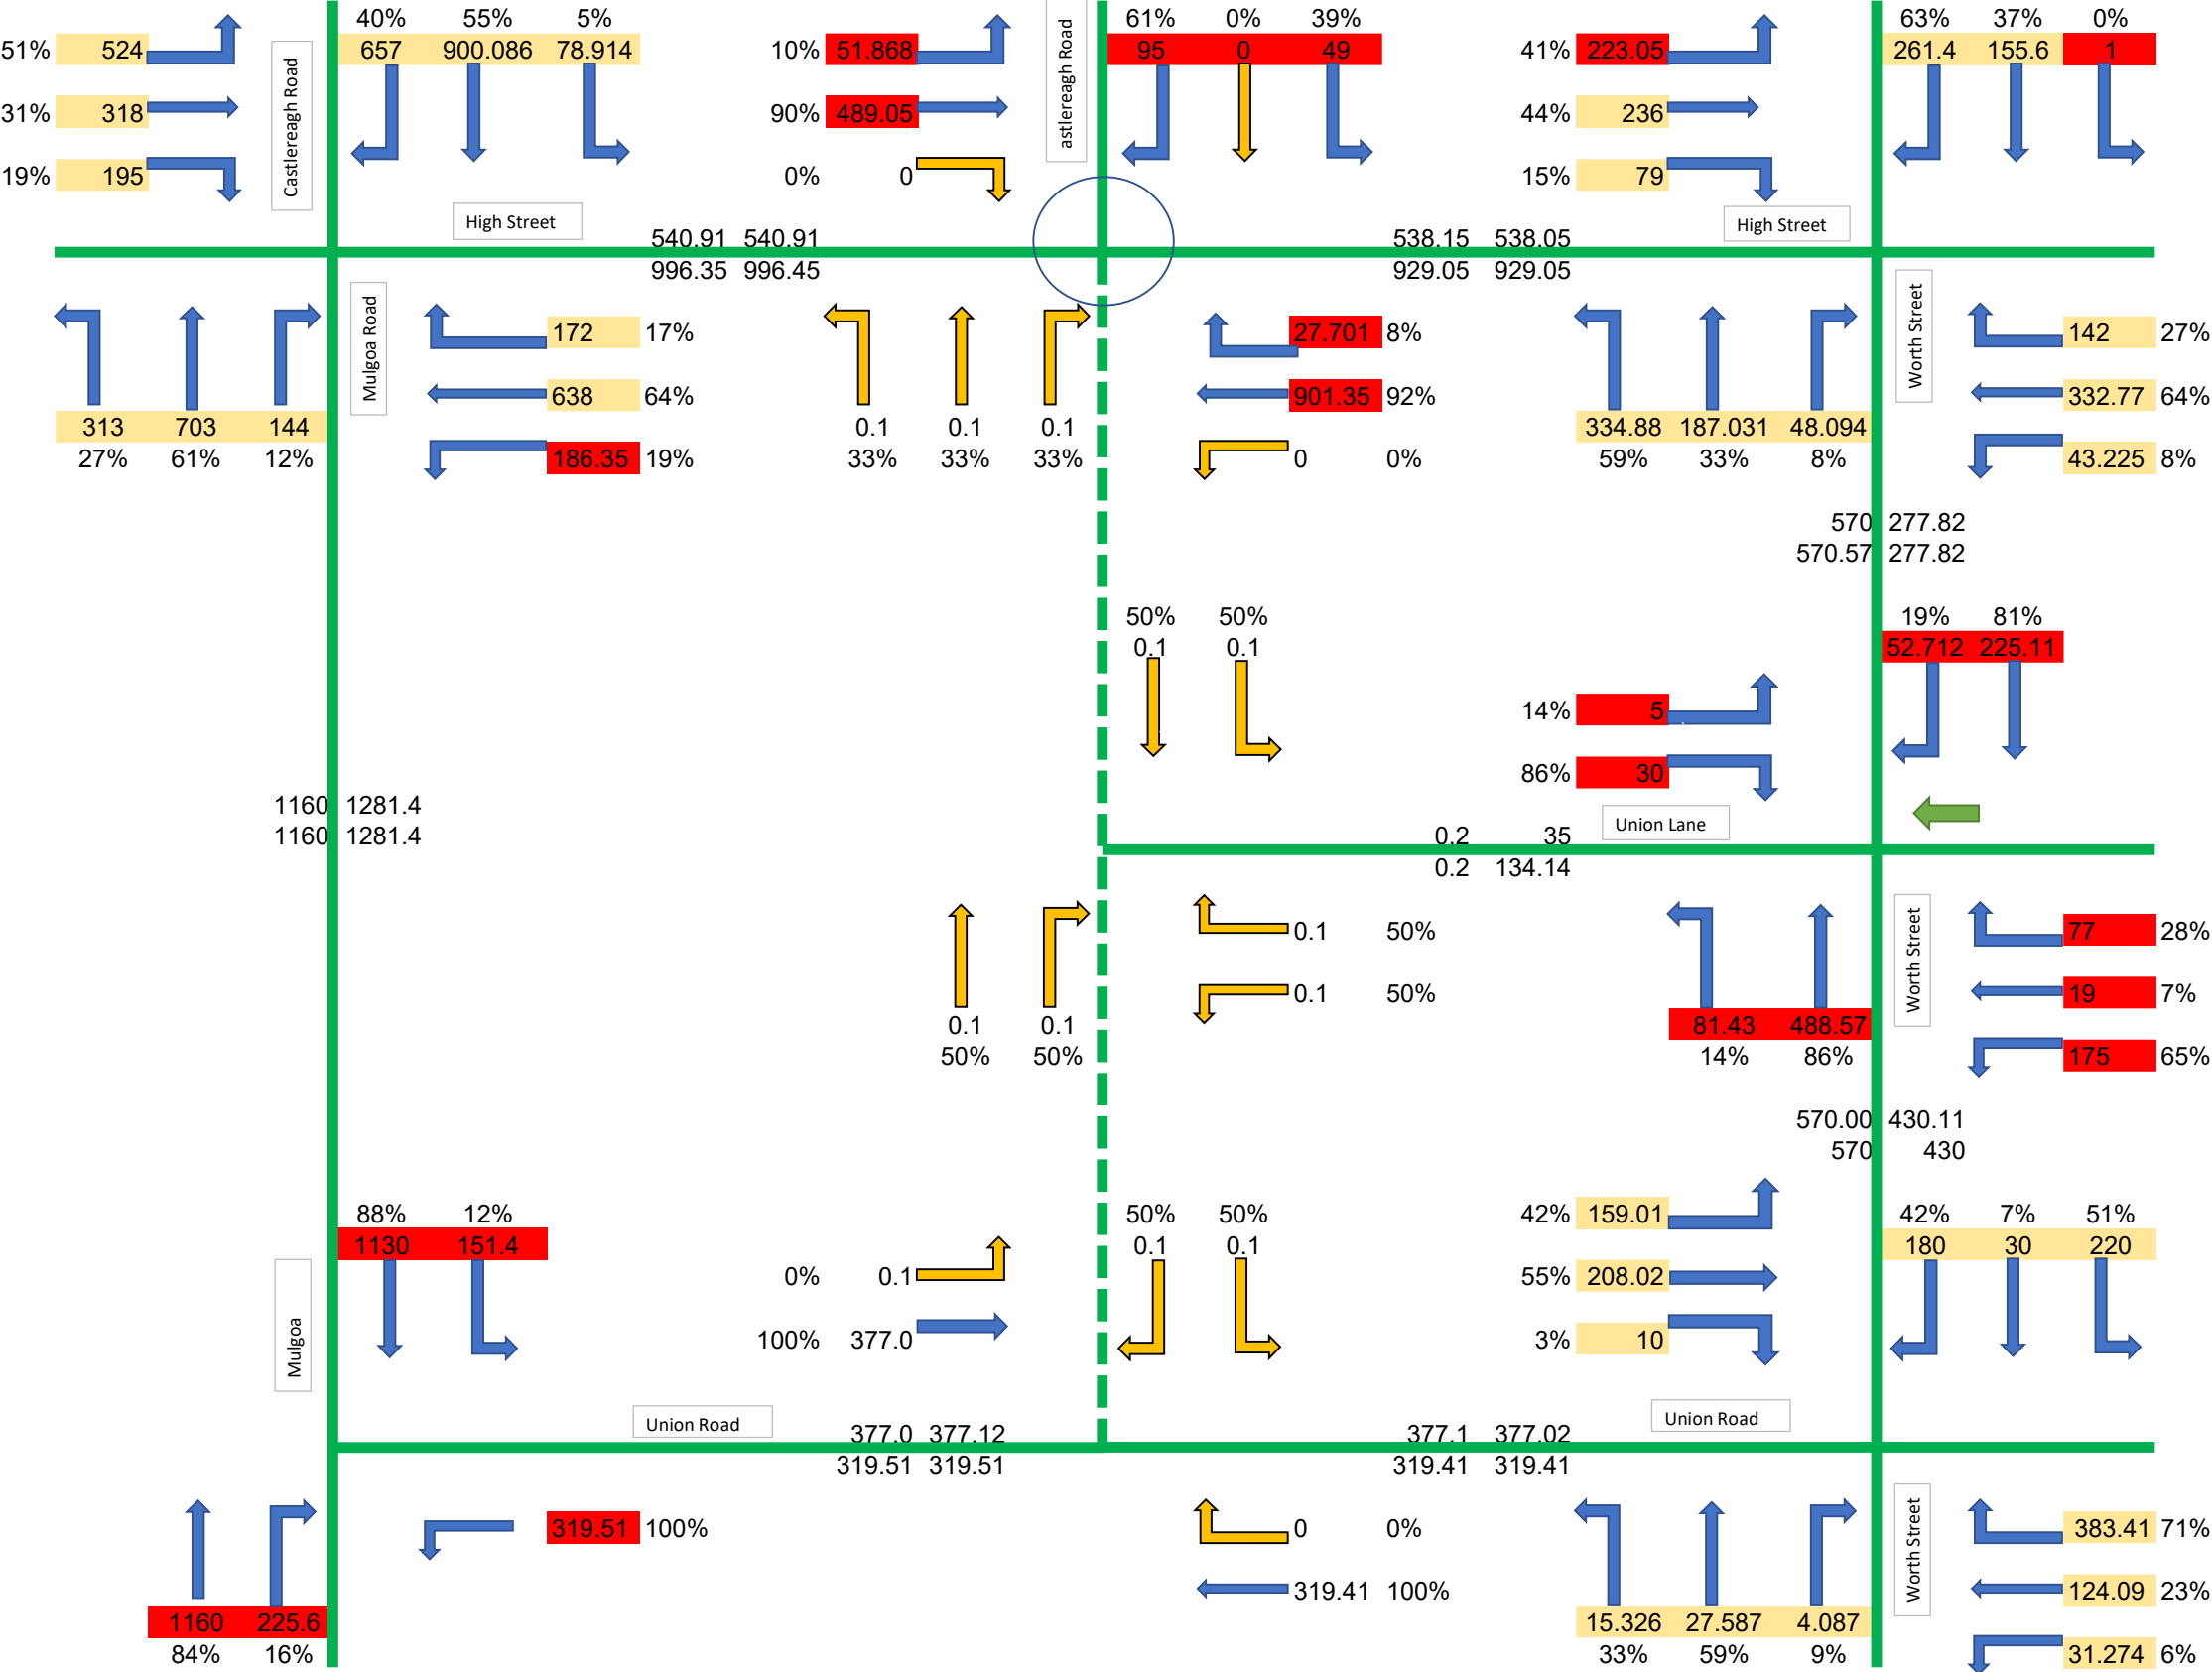 40% 55% 5% 61% 0% 39% 63% 37% 0%
51% 524 657 900.086 78.914 10% 51.868 95 0 49 41% 223.05 261.4 155.6 1
31% 318 90% 489.05 44% 236
Castlereagh Road
astlereagh Road
19% 195 0% 0 15% 79
High Street
High Street
540.91 540.91 538.15 538.05
996.35 996.45 929.05 929.05
Mulgoa Road
Worth Street
172 17% 27.701 8% 142 27%
638 64% 901.35 92% 332.77 64%
313 703 144 0.1 0.1 0.1 334.88 187.031 48.094
27% 61% 12% 186.35 19% 33% 33% 33% 0 0% 59% 33% 8% 43.225 8%
570 277.82
570.57 277.82
50% 50% 19% 81%
0.1 0.1 52.712 225.11
14% 5
86% 30
1160 1281.4 Union Lane
1160 1281.4 0.2 35
0.2 134.14
Worth Street
0.1 50% 77 28%
0.1 50% 19 7%
0.1 0.1 81.43 488.57
50% 50% 14% 86% 175 65%
570.00 430.11
570 430
88% 12% 50% 50% 42% 159.01 42% 7% 51%
1130 151.4 0.1 0.1 180 30 220
0% 0.1 55% 208.02
Mulgoa
100% 377.0 3% 10
Union Road
Union Road
377.0 377.12 377.1 377.02
319.51 319.51 319.41 319.41
Worth Street
319.51 100% 0 0% 383.41 71%
319.41 100% 124.09 23%
1160 225.6 15.326 27.587 4.087
84% 16% 33% 59% 9% 31.274 6%